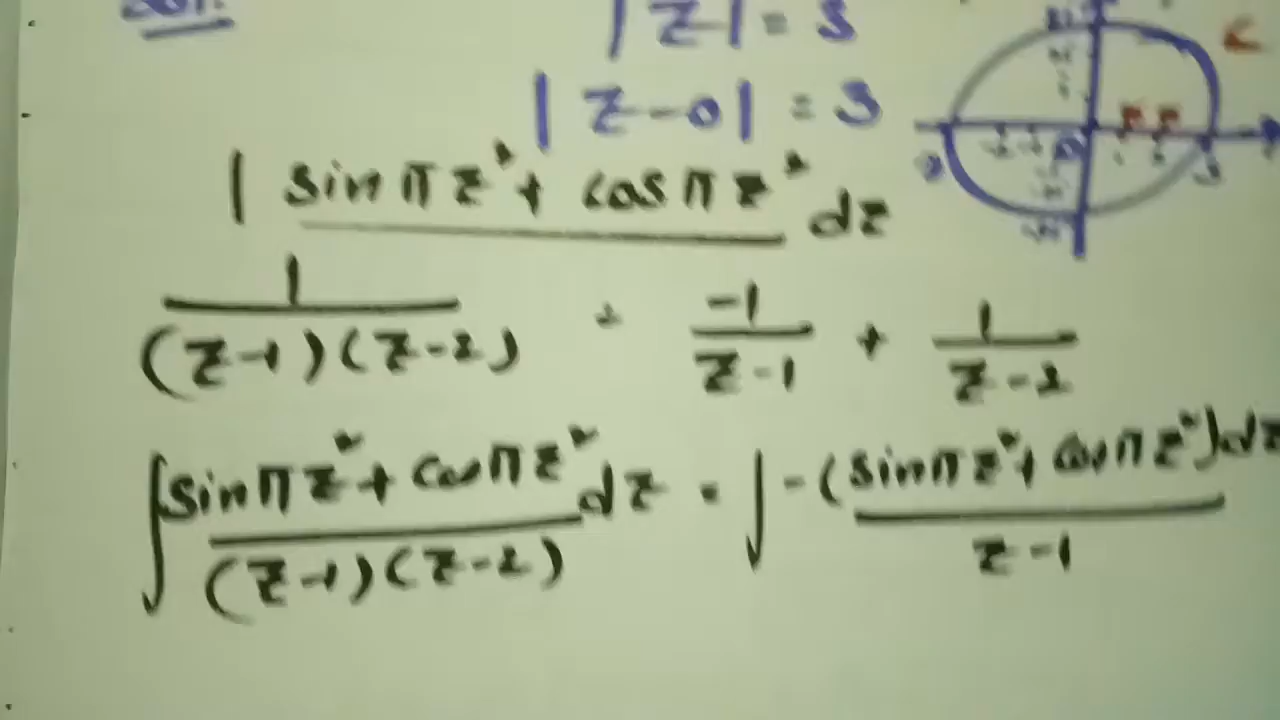 |z| = 3
|z-0| = 3
| sin πz² + cos πz² dz
1
(z-1)(z-2) = -1/z-1 + 1/z-2
∫ sin πz² + cos πz² / (z-1)(z-2) dz = ∫ -(sin πz² + cos πz²) dz / z-1